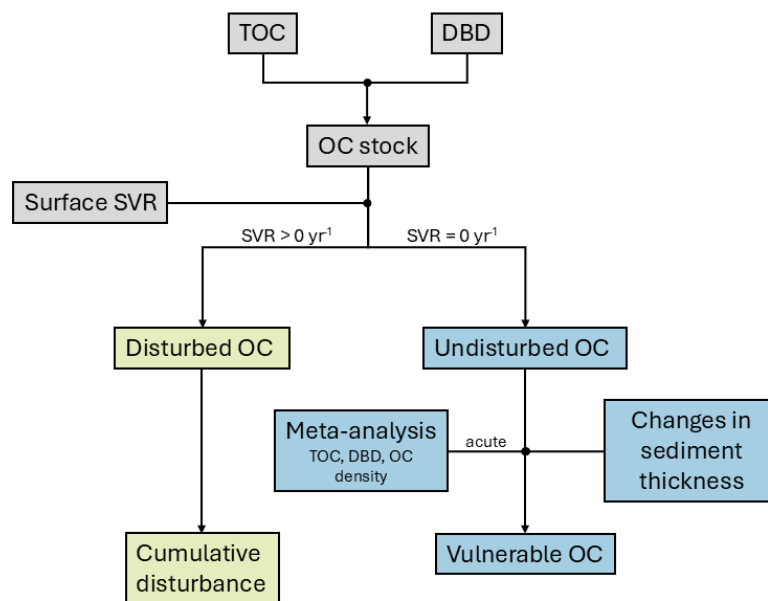 TOC
DBD
OC stock
Surface SVR
SVR > 0 yr⁻¹
SVR = 0 yr⁻¹
Disturbed OC
Undisturbed OC
Meta-analysis
TOC, DBD, OC
density
acute
Changes in
sediment
thickness
Cumulative
disturbance
Vulnerable OC